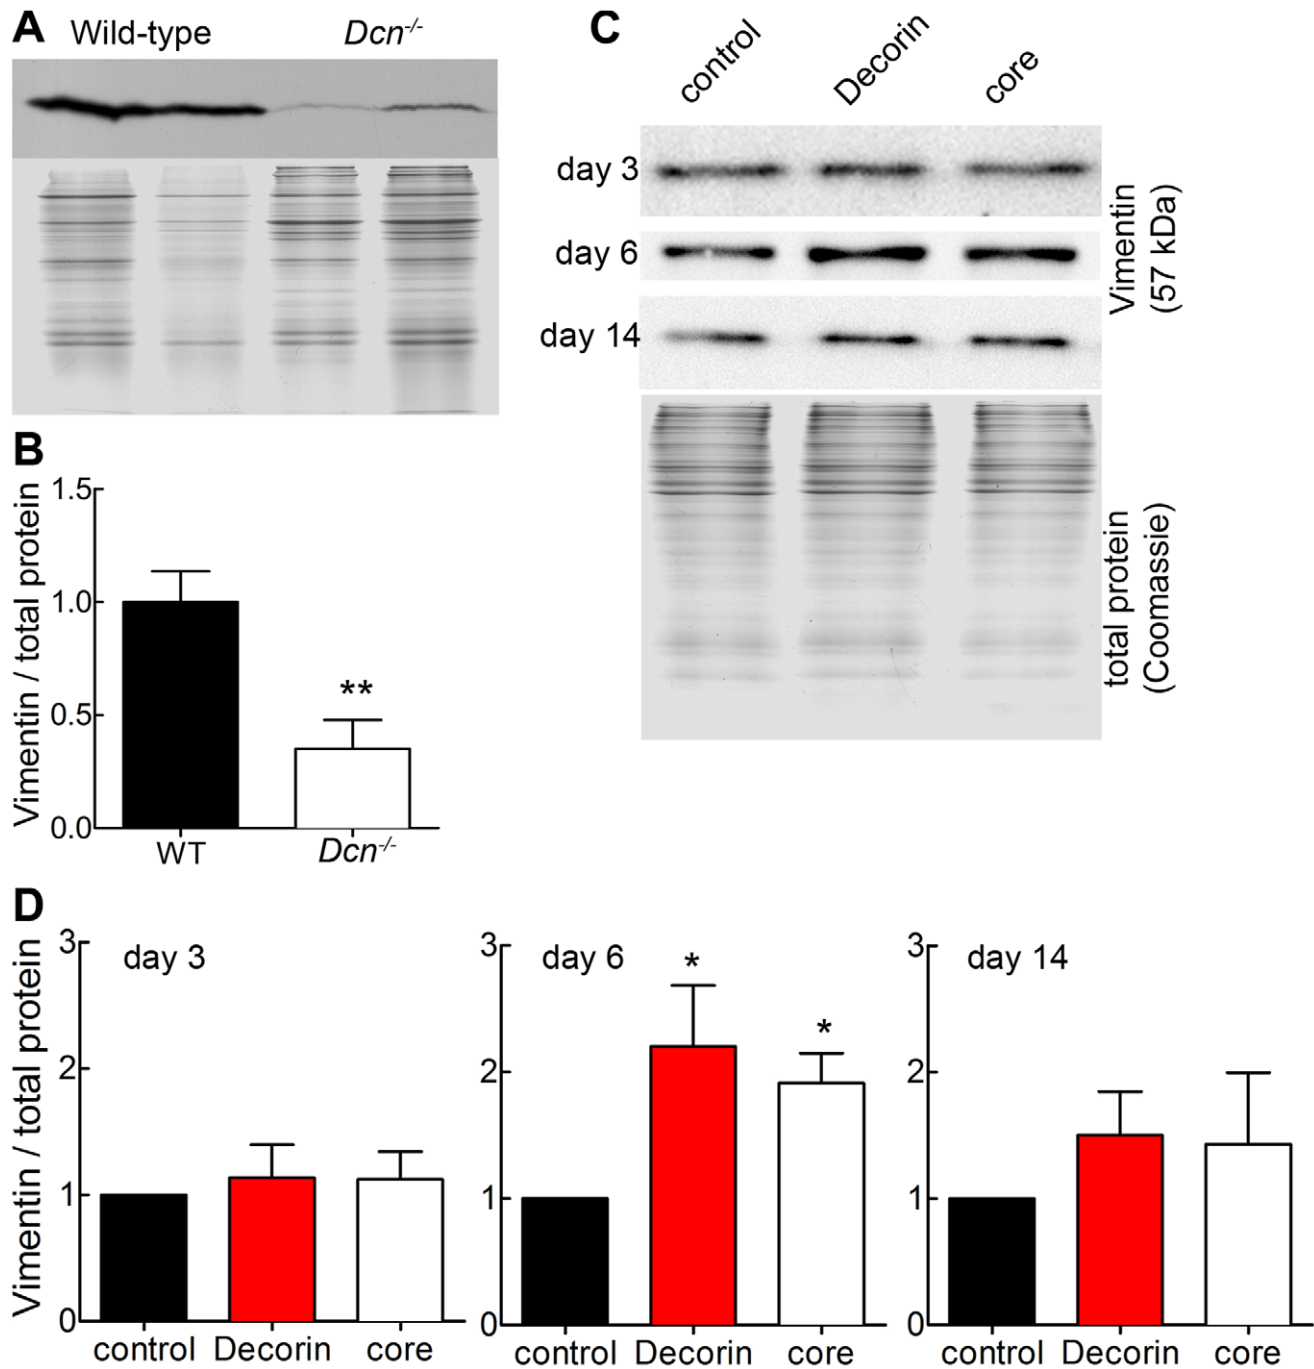 A
Wild-type
Dcn-/-
B
Vimentin / total protein
1.5
1.0
0.5
0.0
**
WT
Dcn-/-
C
control
Decorin
core
day 3
day 6
day 14
Vimentin
(57 kDa)
total protein
(Coomassie)
D
Vimentin / total protein
day 3
3
2
1
0
control
Decorin
core
day 6
3
2
1
0
*
*
control
Decorin
core
day 14
3
2
1
0
control
Decorin
core